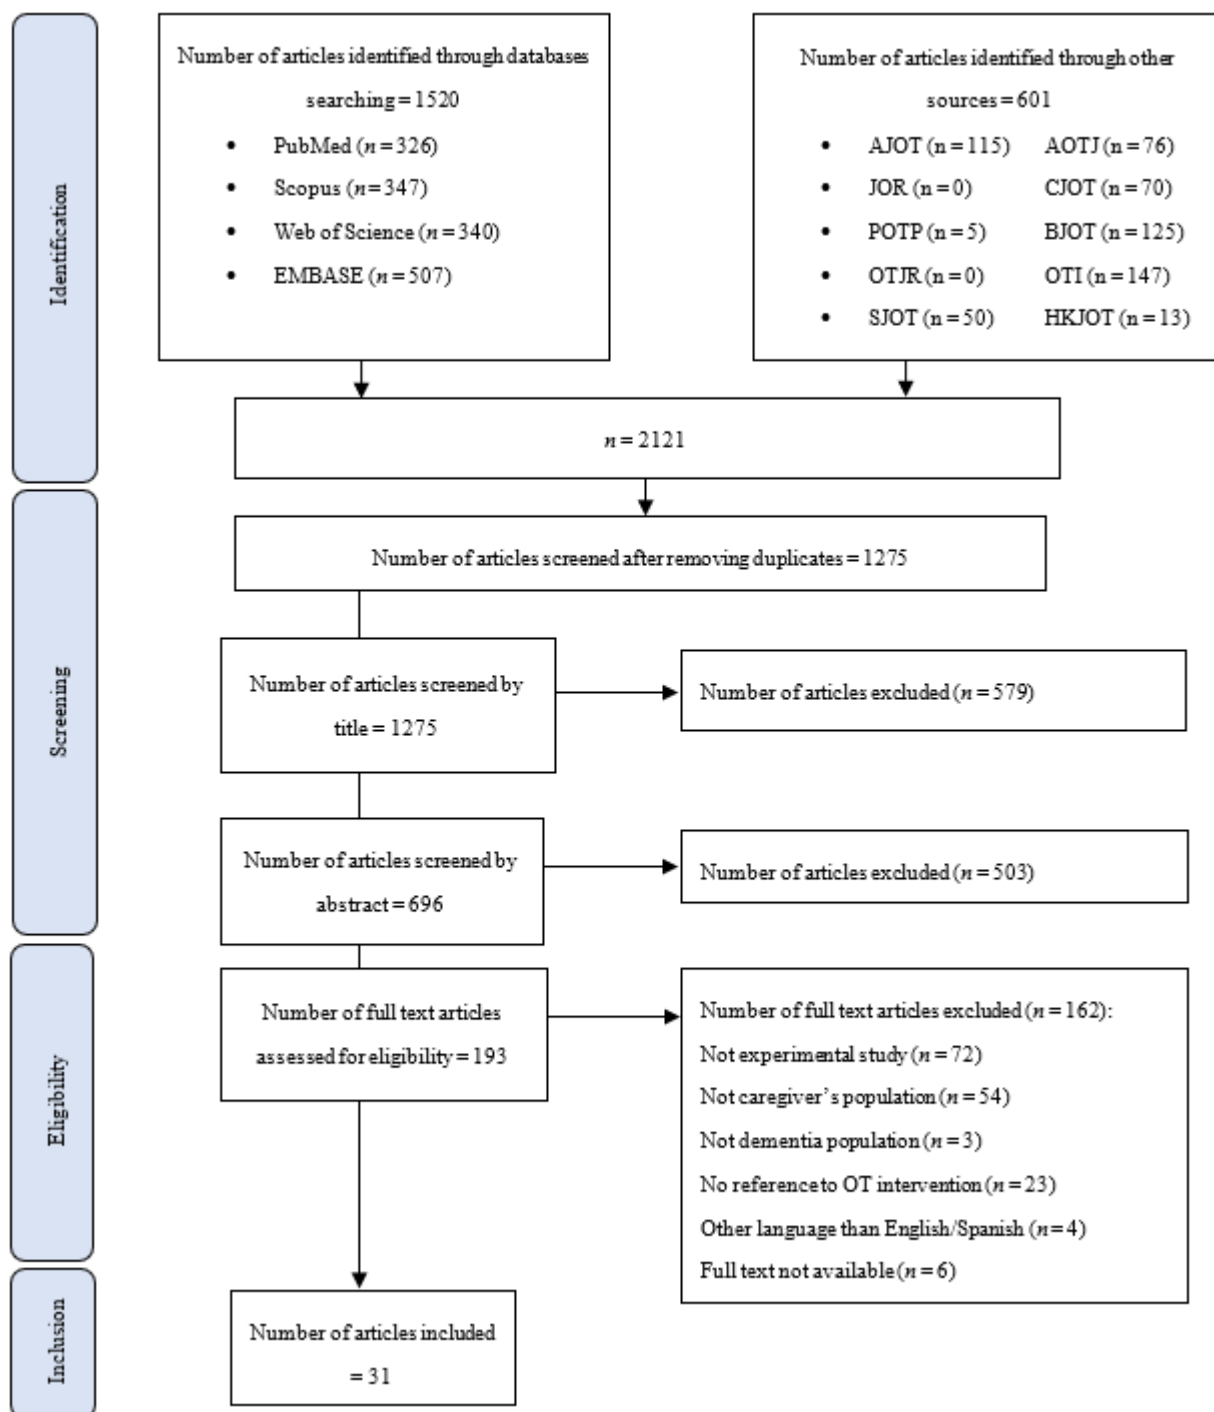 Identification
Number of articles identified through databases
searching = 1520
• PubMed (n = 326)
• Scopus (n = 347)
• Web of Science (n = 340)
• EMBASE (n = 507)
Number of articles identified through other
sources = 601
• AJOT (n = 115) AOTJ (n = 76)
• JOR (n = 0) CJOT (n = 70)
• POTP (n = 5) BJOT (n = 125)
• OTJR (n = 0) OTI (n = 147)
• SJOT (n = 50) HKJOT (n = 13)
n = 2121
Screening
Number of articles screened after removing duplicates = 1275
Number of articles screened by
title = 1275
Number of articles excluded (n = 579)
Number of articles screened by
abstract = 696
Number of articles excluded (n = 503)
Eligibility
Number of full text articles
assessed for eligibility = 193
Number of full text articles excluded (n = 162):
Not experimental study (n = 72)
Not caregiver’s population (n = 54)
Not dementia population (n = 3)
No reference to OT intervention (n = 23)
Other language than English/Spanish (n = 4)
Full text not available (n = 6)
Inclusion
Number of articles included
= 31